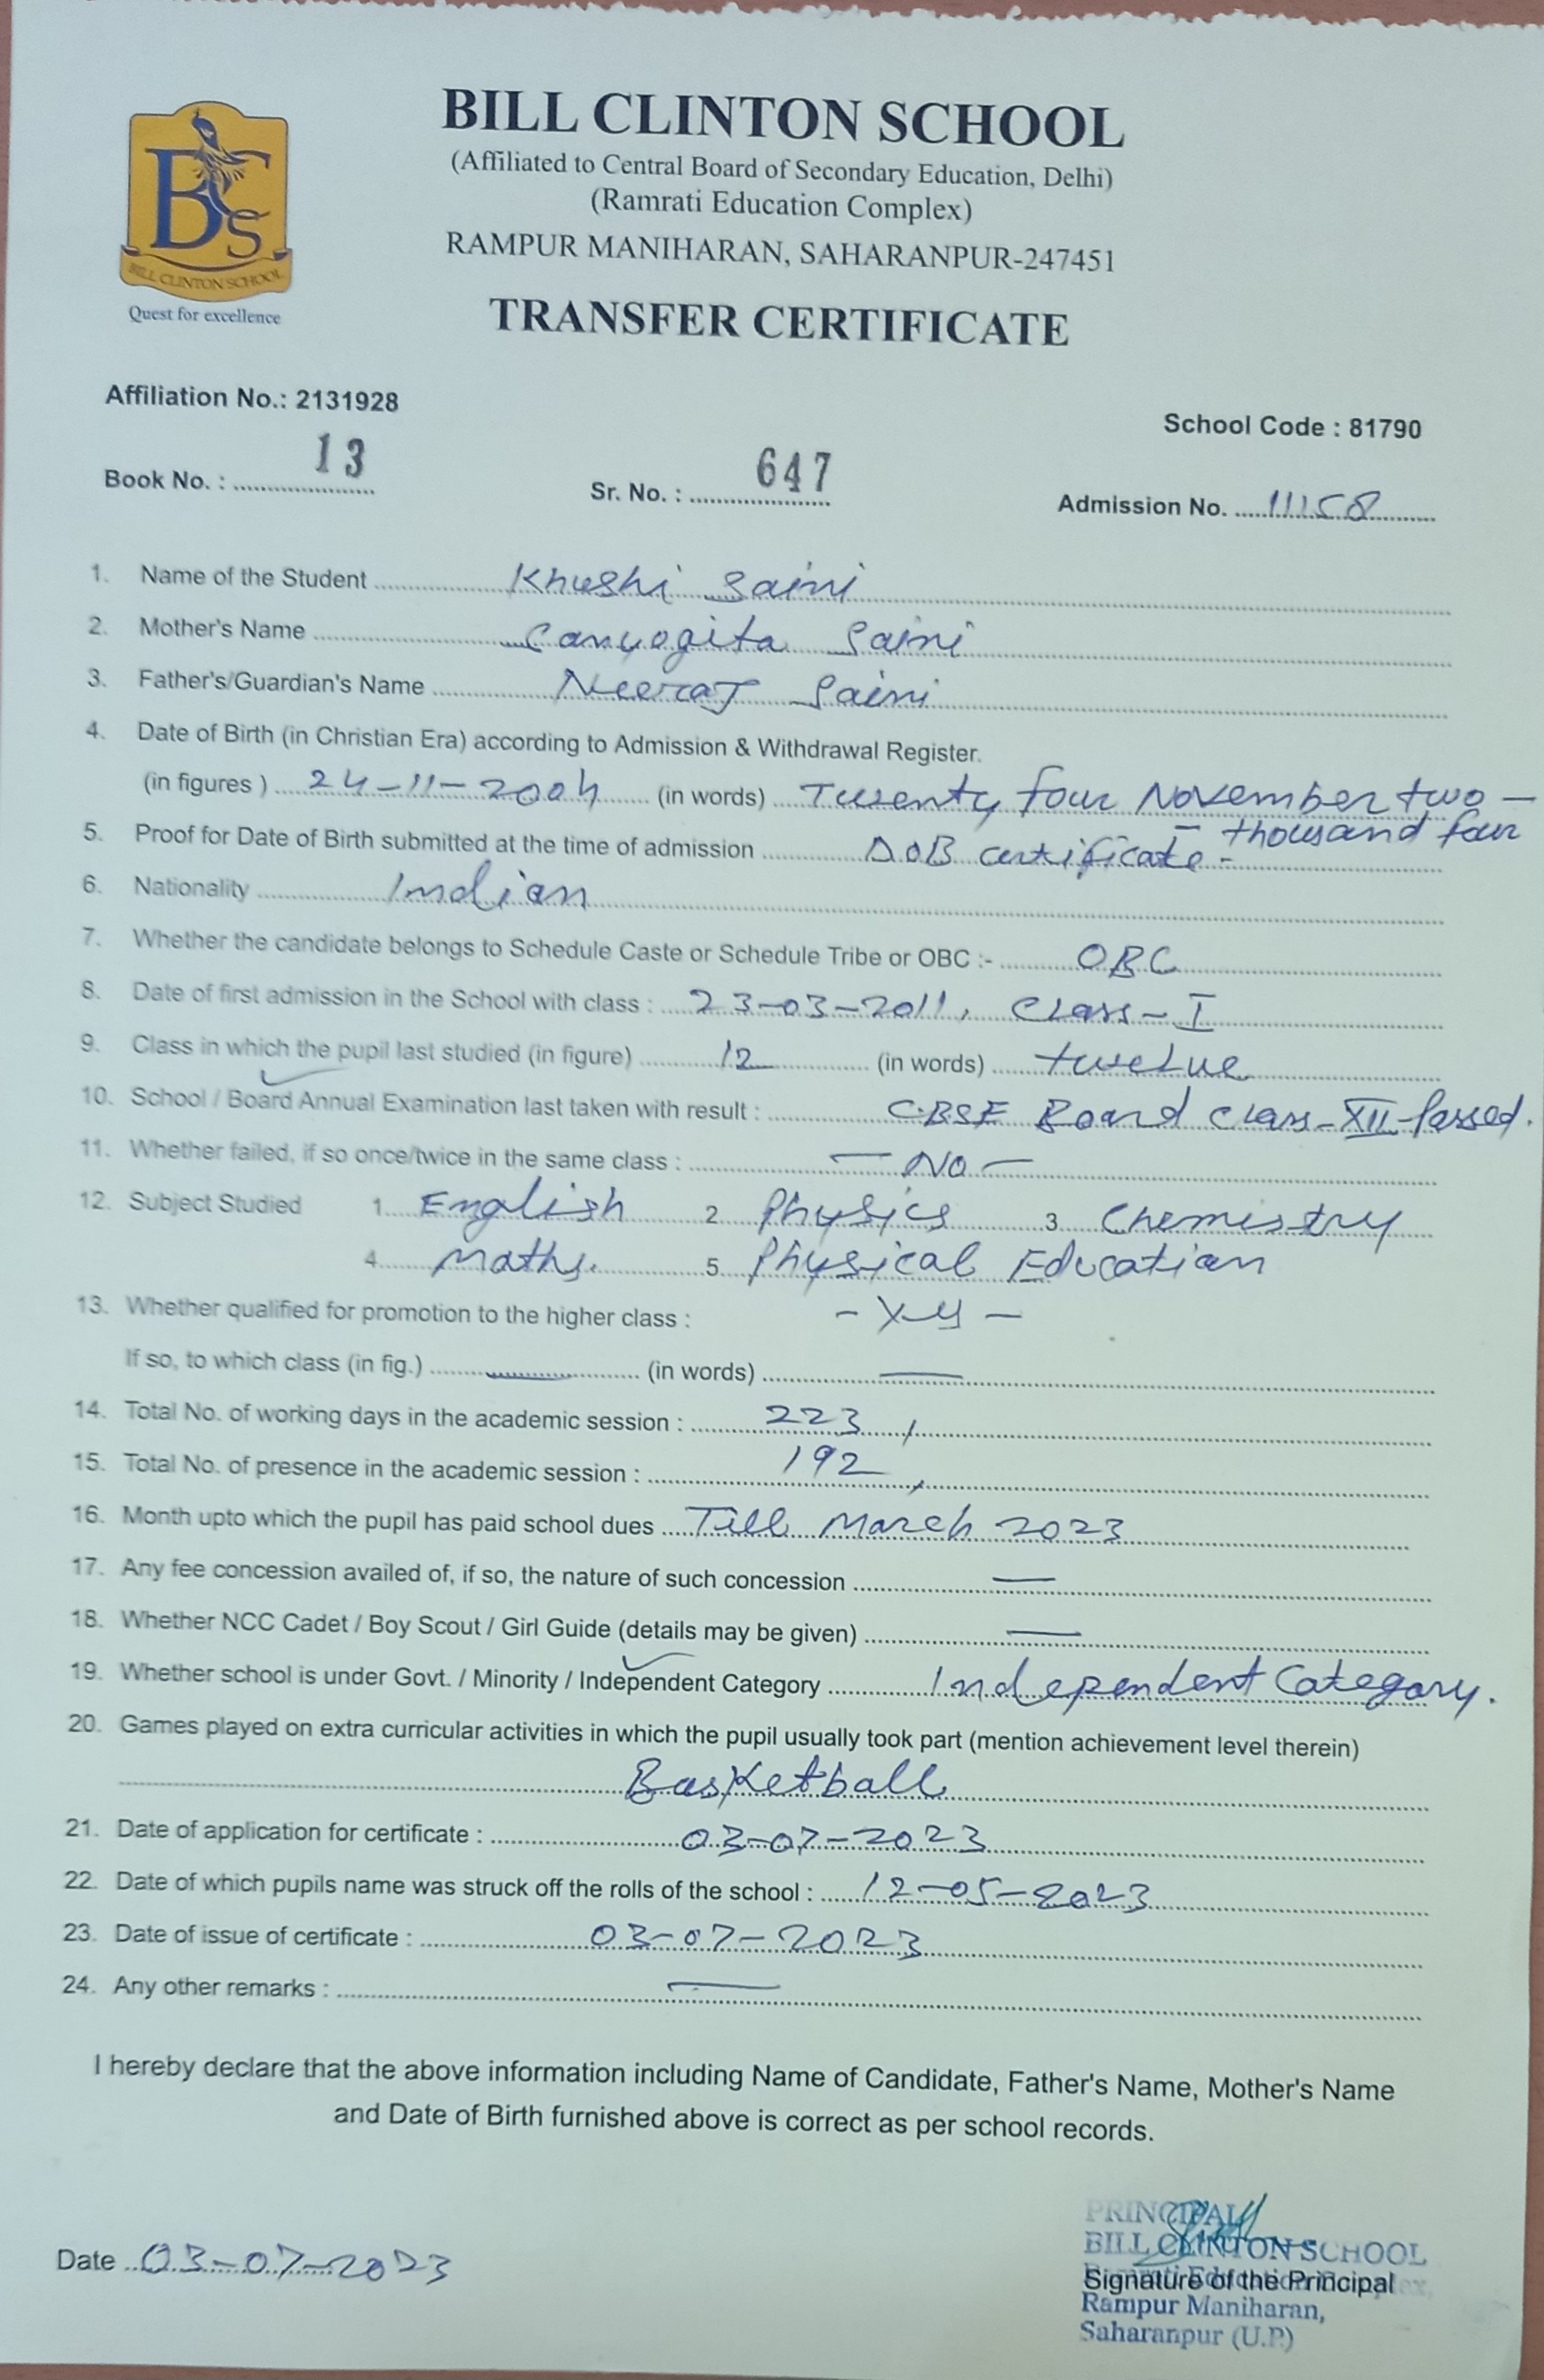 BILL CLINTON SCHOOL
(Affiliated to Central Board of Secondary Education, Delhi)
(Ramrati Education Complex)
RAMPUR MANIHARAN, SAHARANPUR-247451
BCS
BILL CLINTON SCHOOL
Quest for excellence
TRANSFER CERTIFICATE
Affiliation No.: 2131928
School Code : 81790
Book No. : 13 Sr. No. : 647 Admission No. 11158
1. Name of the Student Khushi Saini
2. Mother's Name Sanyogita Saini
3. Father's/Guardian's Name Neeraj Saini
4. Date of Birth (in Christian Era) according to Admission & Withdrawal Register.
(in figures ) 24-11-2004 (in words) Twenty four November two –
– thousand four
5. Proof for Date of Birth submitted at the time of admission DOB certificate -
6. Nationality Indian
7. Whether the candidate belongs to Schedule Caste or Schedule Tribe or OBC :- OBC
8. Date of first admission in the School with class : 23-03-2011, Class - I
9. Class in which the pupil last studied (in figure) 12 (in words) twelve
10. School / Board Annual Examination last taken with result : CBSE Board Class-XII Passed.
11. Whether failed, if so once/twice in the same class : — No —
12. Subject Studied 1. English 2. Physics 3. Chemistry
4. Maths. 5. Physical Education
13. Whether qualified for promotion to the higher class :
If so, to which class (in fig.) — (in words) —
14. Total No. of working days in the academic session : 223
15. Total No. of presence in the academic session : 192
16. Month upto which the pupil has paid school dues Till March 2023
17. Any fee concession availed of, if so, the nature of such concession —
18. Whether NCC Cadet / Boy Scout / Girl Guide (details may be given) —
19. Whether school is under Govt. / Minority / Independent Category Independent Category.
20. Games played on extra curricular activities in which the pupil usually took part (mention achievement level therein)
Basketball
21. Date of application for certificate : 03-07-2023
22. Date of which pupils name was struck off the rolls of the school : 12-05-2023
23. Date of issue of certificate : 03-07-2023
24. Any other remarks : —
I hereby declare that the above information including Name of Candidate, Father's Name, Mother's Name
and Date of Birth furnished above is correct as per school records.
PRINCIPAL
BILL CLINTON SCHOOL
Date 03-07-2023
Signature of the Principal
Rampur Maniharan,
Saharanpur (U.P.)